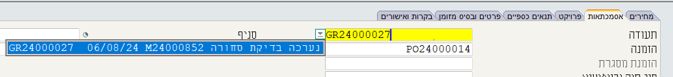 מחירים אסמכתאות פרויקט תנאים כספיים פרטים ובסיס מזומן בקרות ואישורים
תעודה GR24000027 סניף
נערכה בדיקת סחורה GR24000027 06/08/24 M24000852
הזמנה PO24000014
הזמנת מסגרת